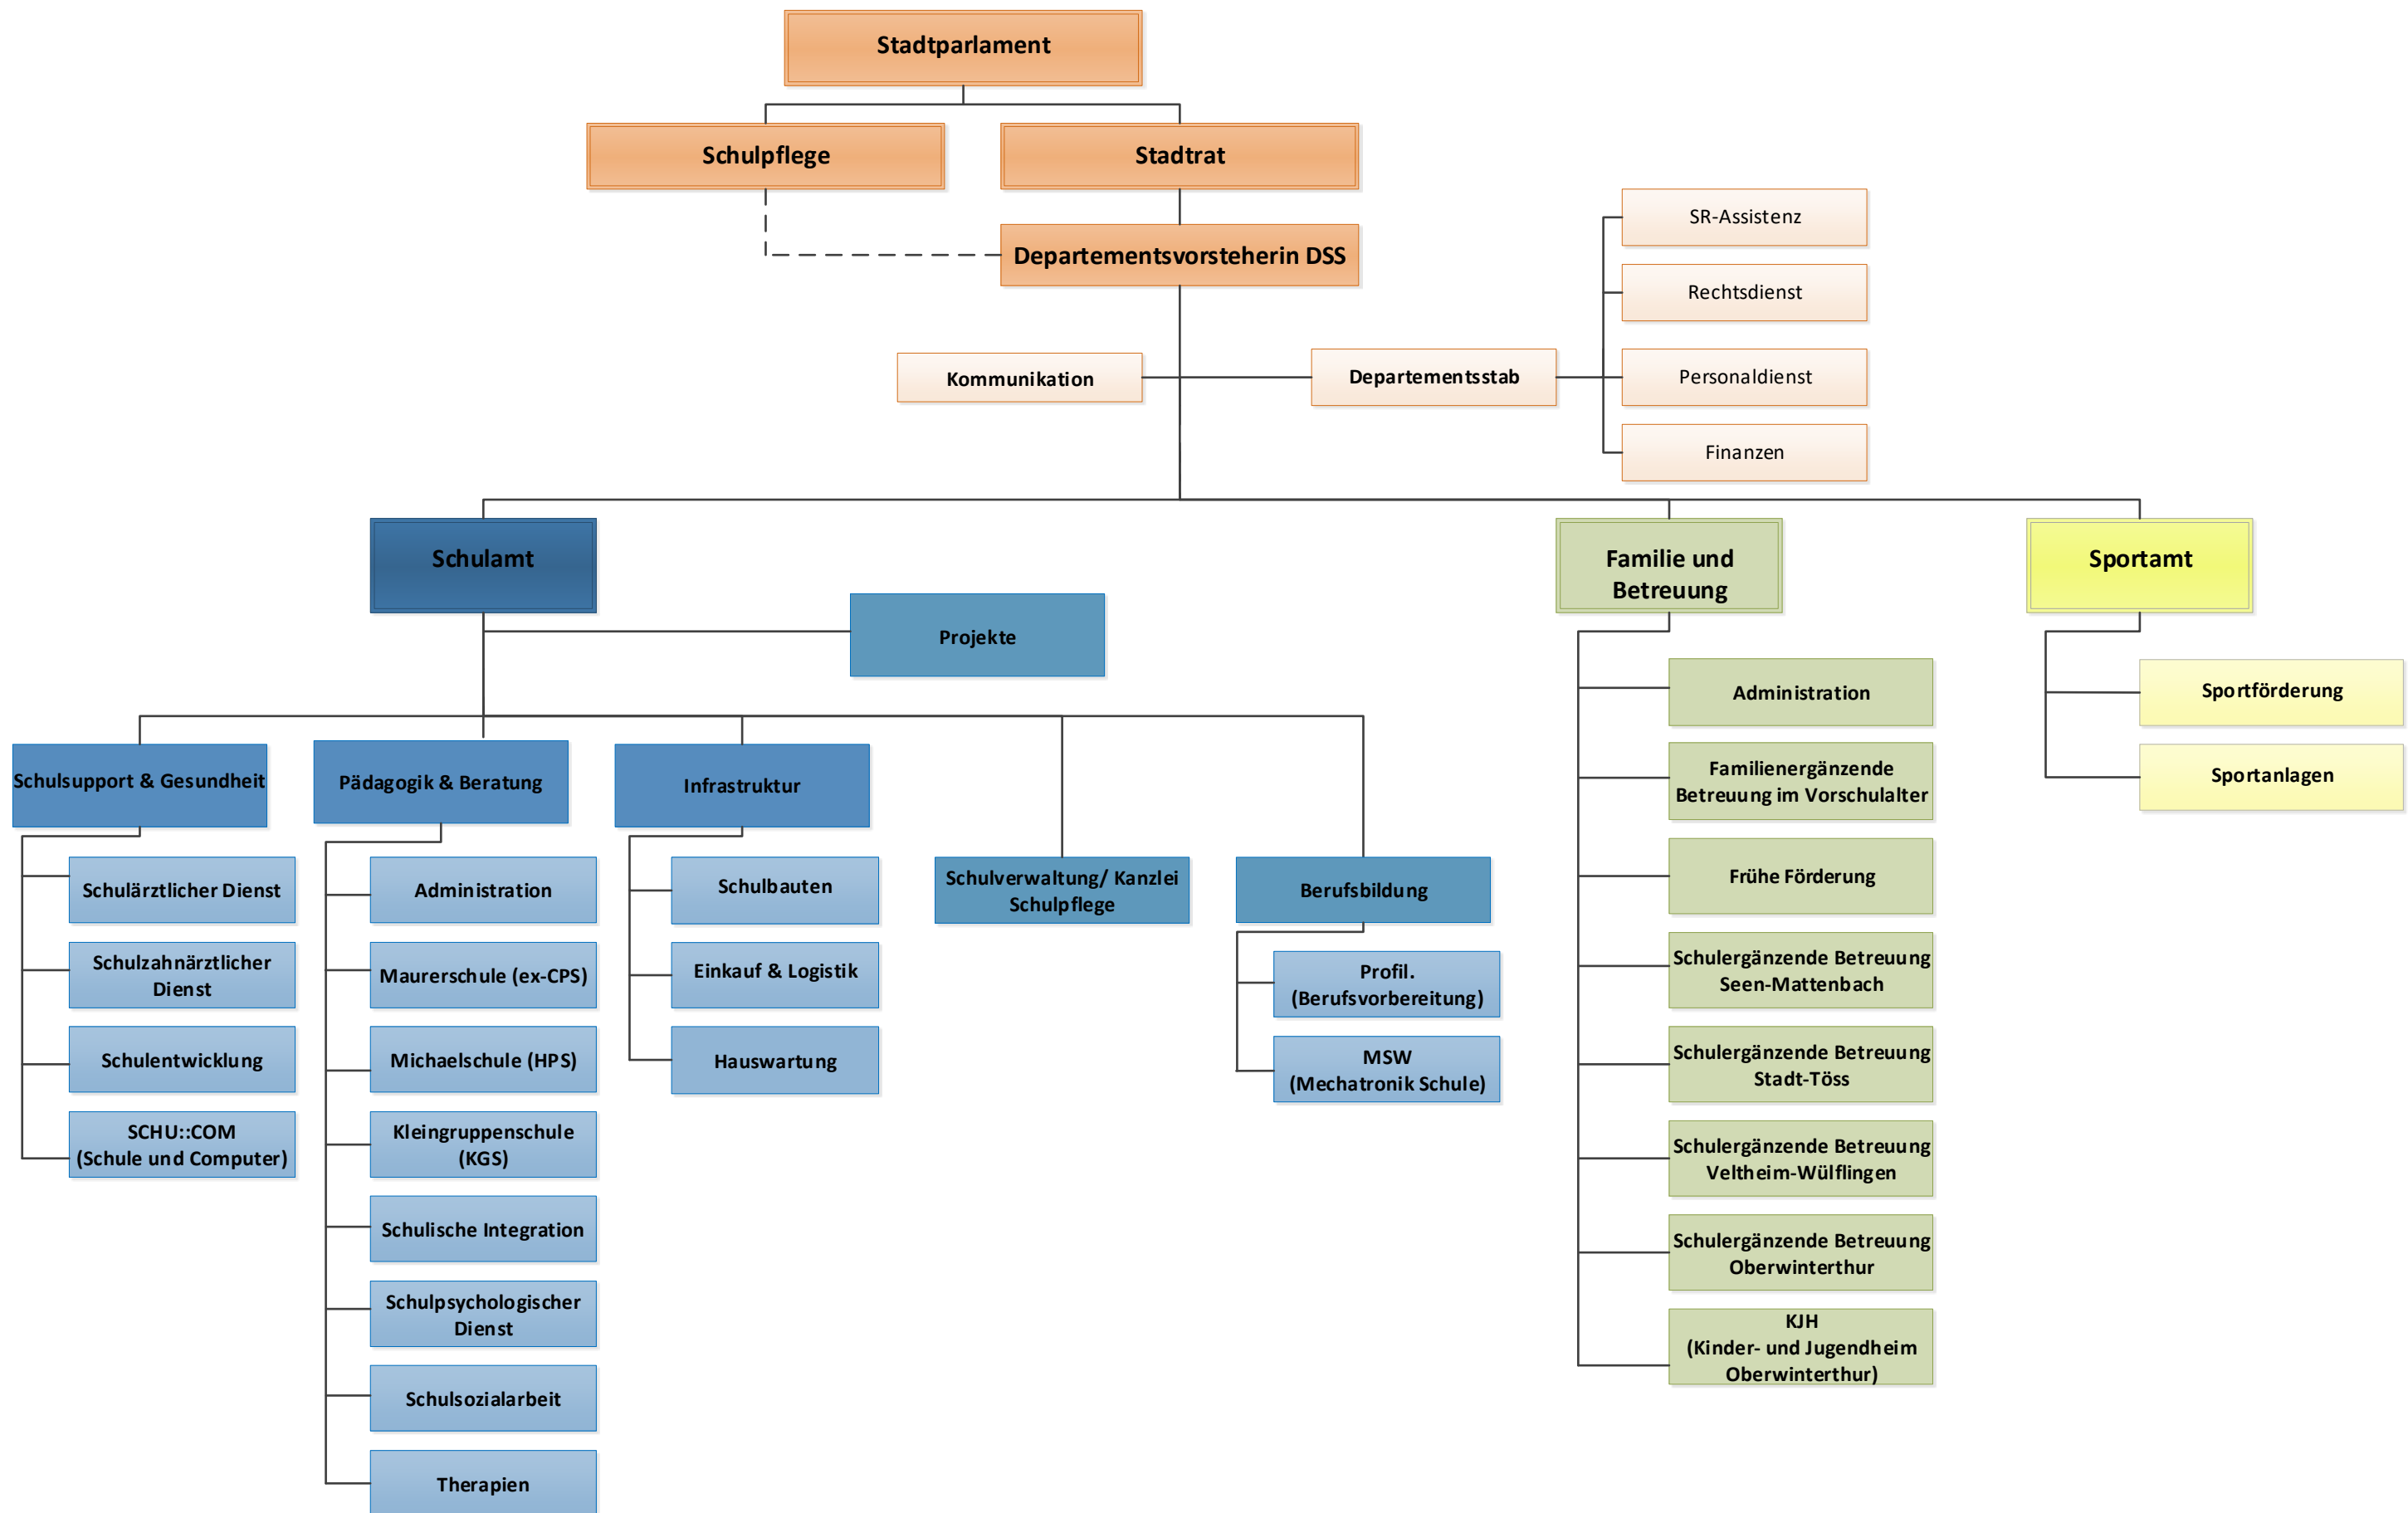 Stadtparlament
Schulpflege
Stadtrat
Departementsvorsteherin DSS
SR-Assistenz
Rechtsdienst
Kommunikation
Departementsstab
Personaldienst
Finanzen
Schulamt
Familie und
Betreuung
Sportamt
Projekte
Schulsupport & Gesundheit
Schulärztlicher Dienst
Schulzahnärztlicher
Dienst
Schulentwicklung
SCHU::COM
(Schule und Computer)
Pädagogik & Beratung
Administration
Maurerschule (ex-CPS)
Michaelschule (HPS)
Kleingruppenschule
(KGS)
Schulische Integration
Schulpsychologischer
Dienst
Schulsozialarbeit
Therapien
Infrastruktur
Schulbauten
Einkauf & Logistik
Hauswartung
Schulverwaltung/ Kanzlei
Schulpflege
Berufsbildung
Profil.
(Berufsvorbereitung)
MSW
(Mechatronik Schule)
Administration
Familienergänzende
Betreuung im Vorschulalter
Frühe Förderung
Schulergänzende Betreuung
Seen-Mattenbach
Schulergänzende Betreuung
Stadt-Töss
Schulergänzende Betreuung
Veltheim-Wülflingen
Schulergänzende Betreuung
Oberwinterthur
KJH
(Kinder- und Jugendheim
Oberwinterthur)
Sportförderung
Sportanlagen